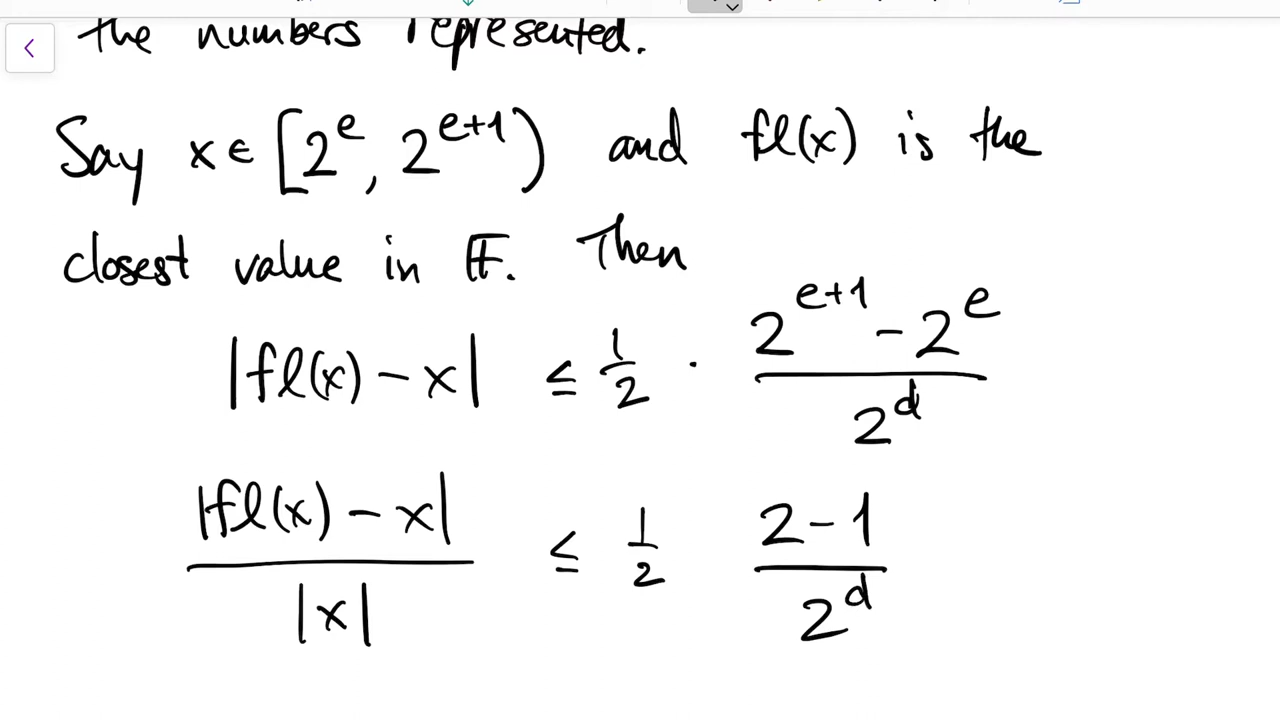 the numbers represented.
Say x ∈ [2^e, 2^{e+1}) and fl(x) is the
closest value in 𝔽. Then
|fl(x) − x| ≤ 1/2 · (2^{e+1} − 2^e)/2^d
|fl(x) − x|/|x| ≤ 1/2 (2 − 1)/2^d